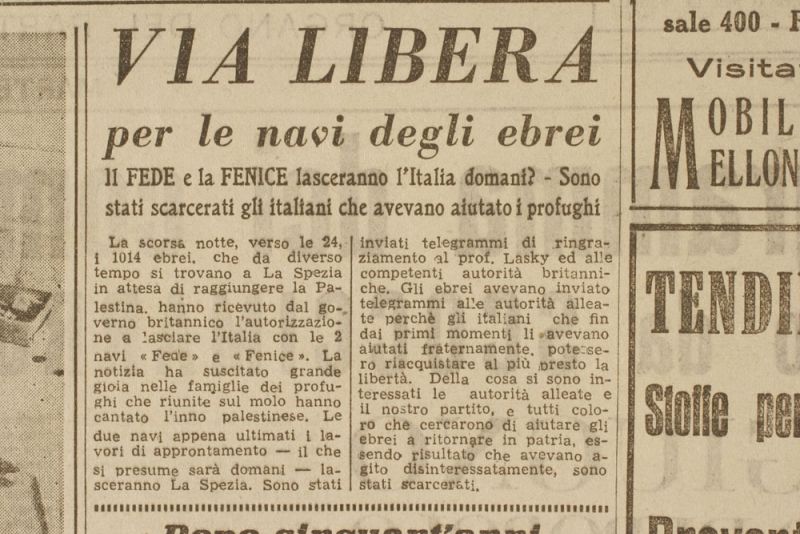 VIA LIBERA
per le navi degli ebrei
Il FEDE e la FENICE lasceranno l'Italia domani? - Sono
stati scarcerati gli italiani che avevano aiutato i profughi
La scorsa notte, verso le 24,
i 1014 ebrei, che da diverso
tempo si trovano a La Spezia
in attesa di raggiungere la Pa-
lestina, hanno ricevuto dal go-
verno britannico l'autorizzazio-
ne a lasciare l'Italia con le 2
navi « Fede » e « Fenice ». La
notizia ha suscitato grande
gioia nelle famiglie dei profu-
ghi che riunite sul molo hanno
cantato l'inno palestinese. Le
due navi appena ultimati i la-
vori di approntamento — il che
si presume sarà domani — la-
sceranno La Spezia. Sono stati
inviati telegrammi di ringra-
ziamento al prof. Lasky ed alle
competenti autorità britanni-
che. Gli ebrei avevano inviato
telegrammi alle autorità allea-
te perchè gli italiani che fin
dai primi momenti li avevano
aiutati fraternamente, potesse-
ro riacquistare al più presto la
libertà. Della cosa si sono in-
teressati le autorità alleate e
il nostro partito, e tutti colo-
ro che cercarono di aiutare gli
ebrei a ritornare in patria, es-
sendo risultato che avevano a-
gito disinteressatamente, sono
stati scarcerati.
Dopo cinquant'anni
sale 400 -
Visita
MOBIL
MELLON
TENDI
Stoffe per